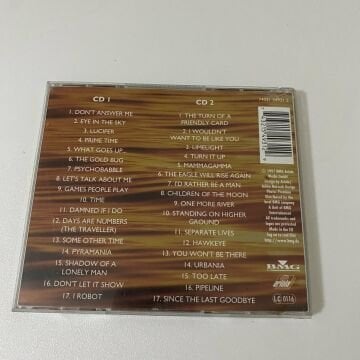 CD 1
1. DON'T ANSWER ME
2. EYE IN THE SKY
3. LUCIFER
4. PRIME TIME
5. WHAT GOES UP..
6. THE GOLD BUG
7. PSYCHOBABBLE
8. LET'S TALK ABOUT ME
9. GAMES PEOPLE PLAY
10. TIME
11. DAMNED IF I DO
12. DAYS ARE NUMBERS
(THE TRAVELLER)
13. SOME OTHER TIME
14. PYRAMANIA
15. SHADOW OF A
LONELY MAN
16. DON'T LET IT SHOW
17. I ROBOT
CD 2
1. THE TURN OF A
FRIENDLY CARD
2. I WOULDN'T
WANT TO BE LIKE YOU
3. LIMELIGHT
4. TURN IT UP
5. MAMMAGAMMA
6. THE EAGLE WILL RISE AGAIN
7. I'D RATHER BE A MAN
8. CHILDREN OF THE MOON
9. ONE MORE RIVER
10. STANDING ON HIGHER
GROUND
11. SEPARATE LIVES
12. HAWKEYE
13. YOU WON'T BE THERE
14. URBANIA
15. TOO LATE
16. PIPELINE
17. SINCE THE LAST GOODBYE
BMG
ariola
LC 0116